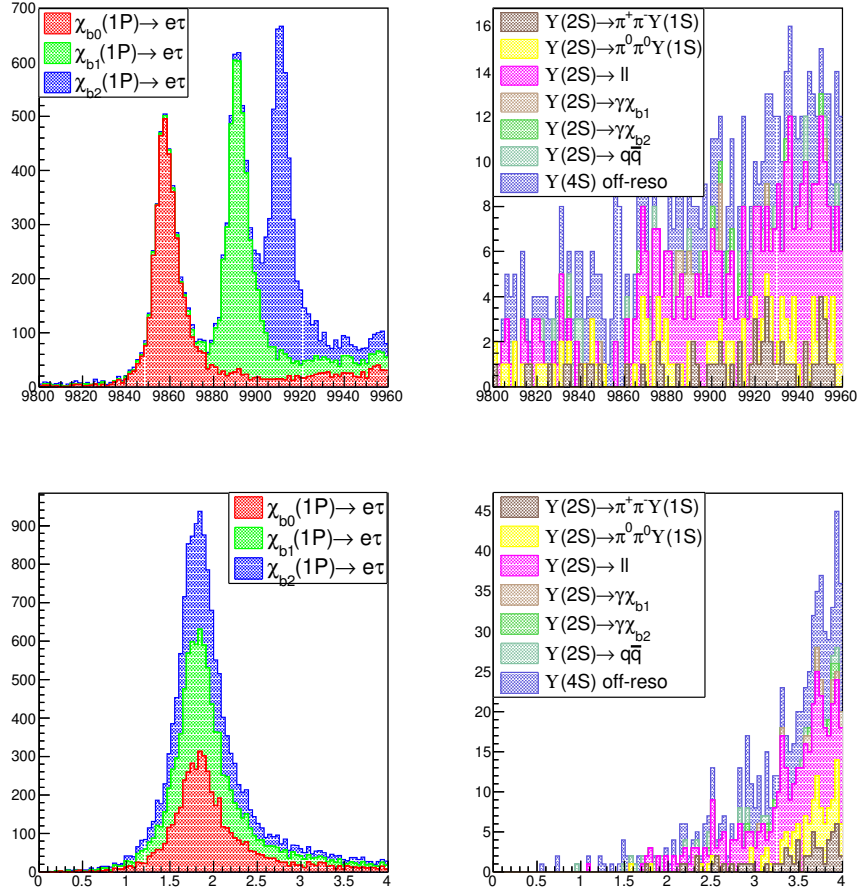 700
600
500
400
300
200
100
0
9800 9820 9840 9860 9880 9900 9920 9940 9960
χb0(1P)→ eτ
χb1(1P)→ eτ
χb2(1P)→ eτ
16
14
12
10
8
6
4
2
0
9800 9820 9840 9860 9880 9900 9920 9940 9960
Υ(2S)→π⁺π⁻Υ(1S)
Υ(2S)→π⁰π⁰Υ(1S)
Υ(2S)→ ll
Υ(2S)→γχb1
Υ(2S)→γχb2
Υ(2S)→ qq̄
Υ(4S) off-reso
900
800
700
600
500
400
300
200
100
0
0 0.5 1 1.5 2 2.5 3 3.5 4
χb0(1P)→ eτ
χb1(1P)→ eτ
χb2(1P)→ eτ
45
40
35
30
25
20
15
10
5
0
0 0.5 1 1.5 2 2.5 3 3.5 4
Υ(2S)→π⁺π⁻Υ(1S)
Υ(2S)→π⁰π⁰Υ(1S)
Υ(2S)→ ll
Υ(2S)→γχb1
Υ(2S)→γχb2
Υ(2S)→ qq̄
Υ(4S) off-reso